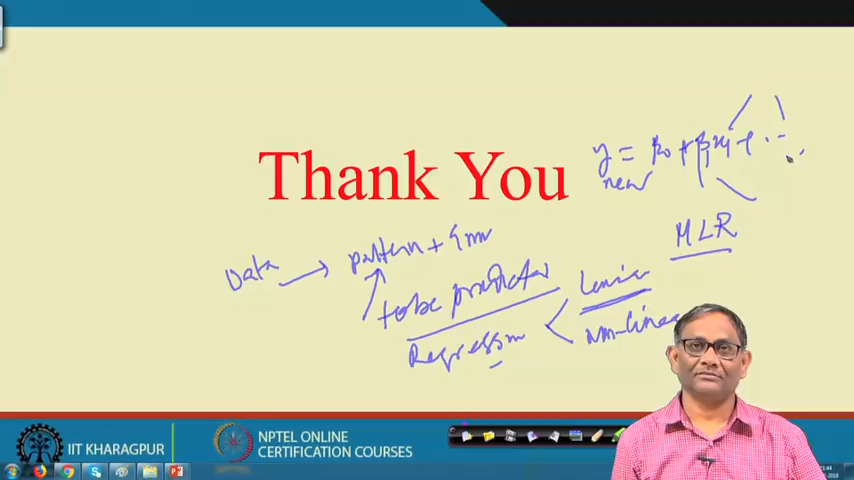 Thank You
y = β0 + β1x1 + ...
new
MLR
Data → pattern + Error
to be predicted
Regression
Linear
Non-linear
IIT KHARAGPUR
NPTEL ONLINE
CERTIFICATION COURSES